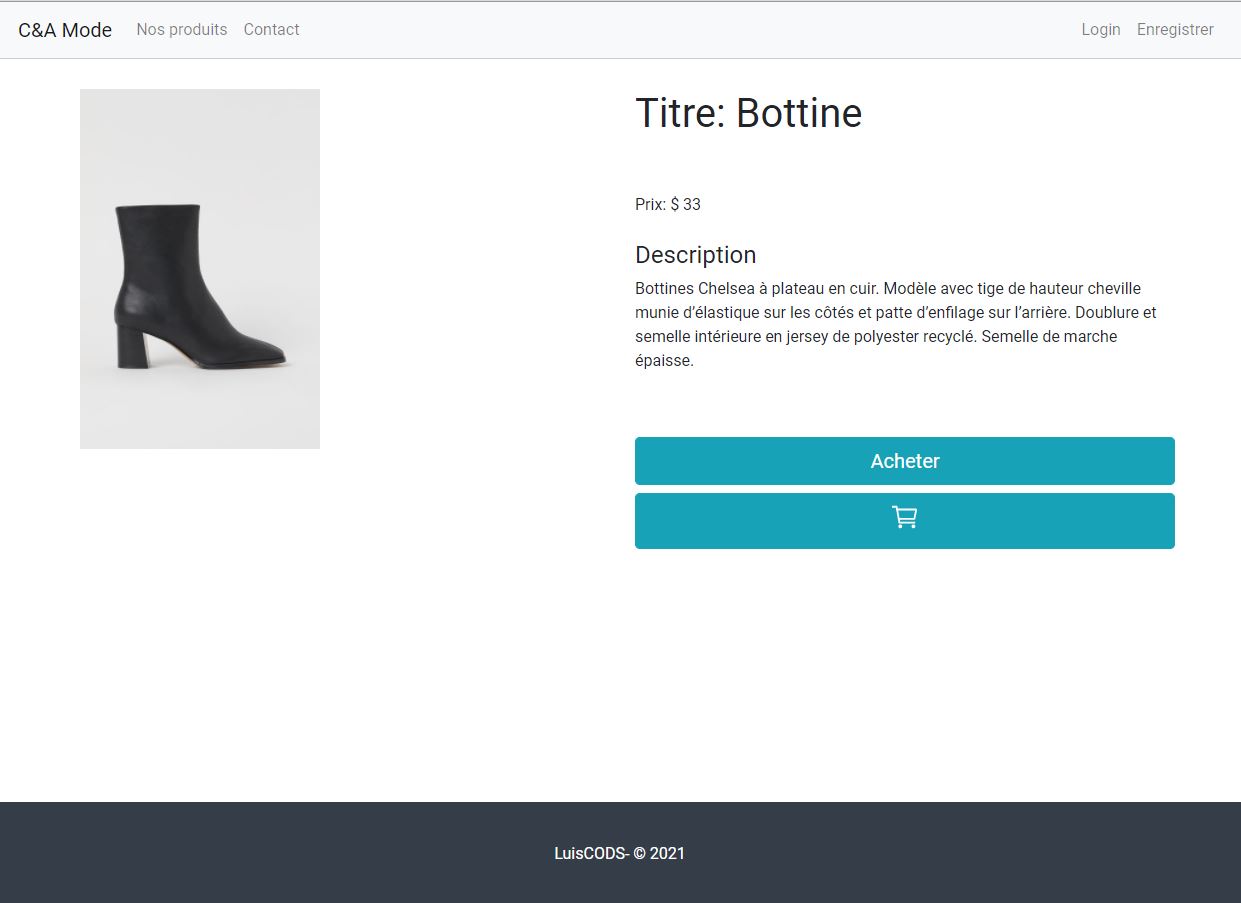 C&A Mode Nos produits Contact Login Enregistrer
Titre: Bottine
Prix: $ 33
Description
Bottines Chelsea à plateau en cuir. Modèle avec tige de hauteur cheville
munie d’élastique sur les côtés et patte d’enfilage sur l’arrière. Doublure et
semelle intérieure en jersey de polyester recyclé. Semelle de marche
épaisse.
Acheter
LuisCODS- © 2021